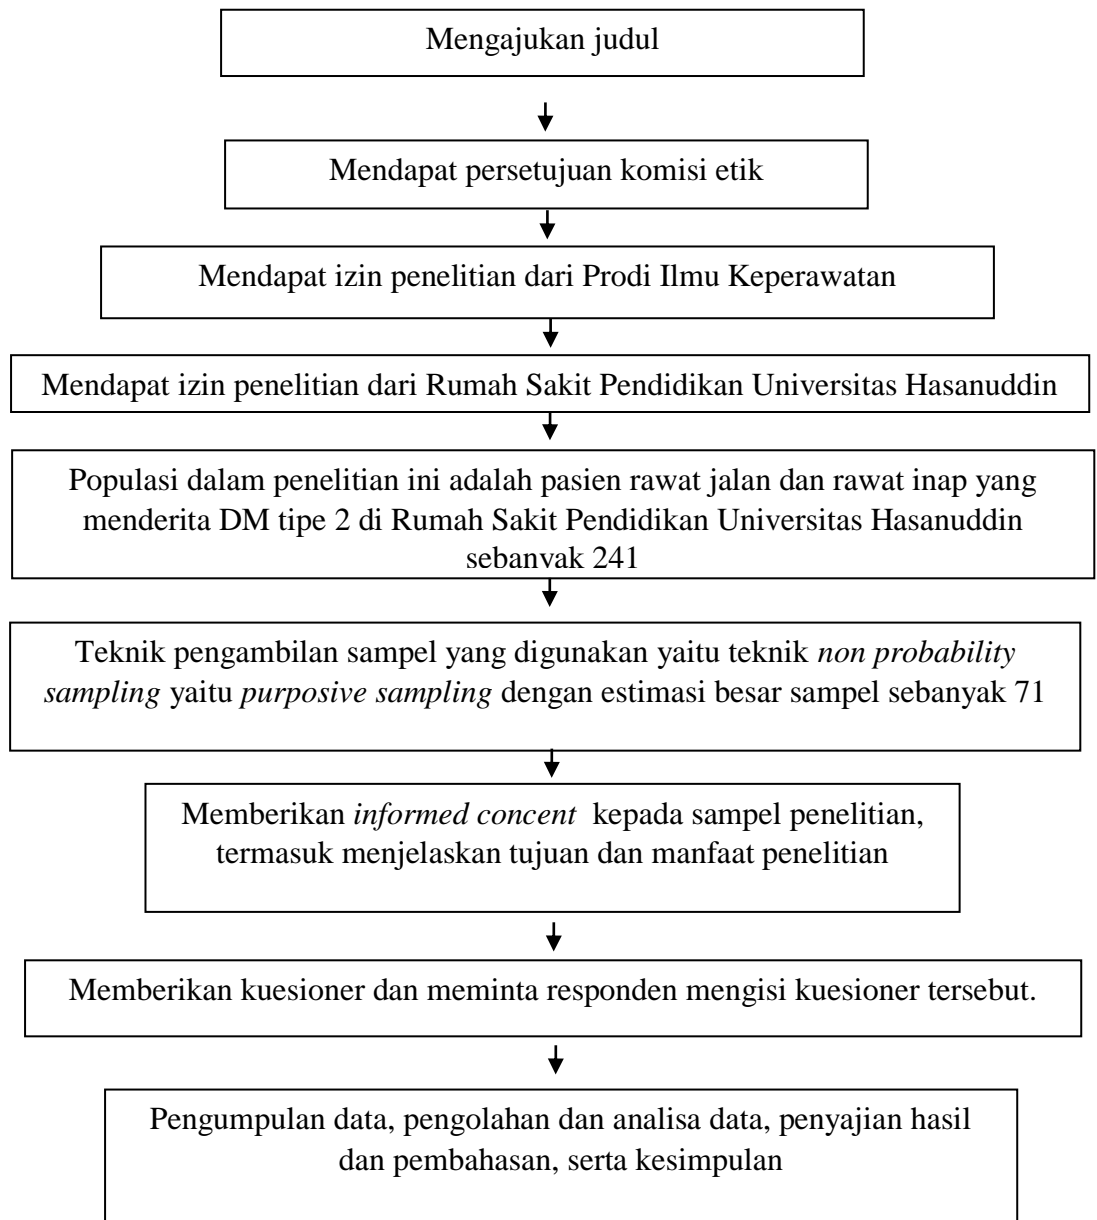 Mengajukan judul
Mendapat persetujuan komisi etik
Mendapat izin penelitian dari Prodi Ilmu Keperawatan
Mendapat izin penelitian dari Rumah Sakit Pendidikan Universitas Hasanuddin
Populasi dalam penelitian ini adalah pasien rawat jalan dan rawat inap yang
menderita DM tipe 2 di Rumah Sakit Pendidikan Universitas Hasanuddin
sebanyak 241
Teknik pengambilan sampel yang digunakan yaitu teknik non probability
sampling yaitu purposive sampling dengan estimasi besar sampel sebanyak 71
Memberikan informed concent kepada sampel penelitian,
termasuk menjelaskan tujuan dan manfaat penelitian
Memberikan kuesioner dan meminta responden mengisi kuesioner tersebut.
Pengumpulan data, pengolahan dan analisa data, penyajian hasil
dan pembahasan, serta kesimpulan